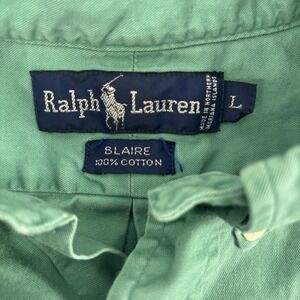 Ralph Lauren
MADE IN NORTHERN
MARIANA ISLANDS
L
BLAIRE
100% COTTON